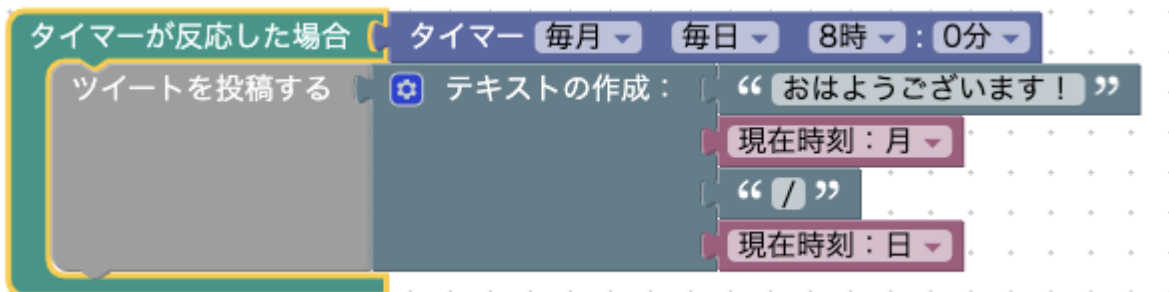 タイマーが反応した場合 タイマー 毎月 毎日 8時 : 0分
ツイートを投稿する テキストの作成： “ おはようございます！ ”
現在時刻：月
“ / ”
現在時刻：日